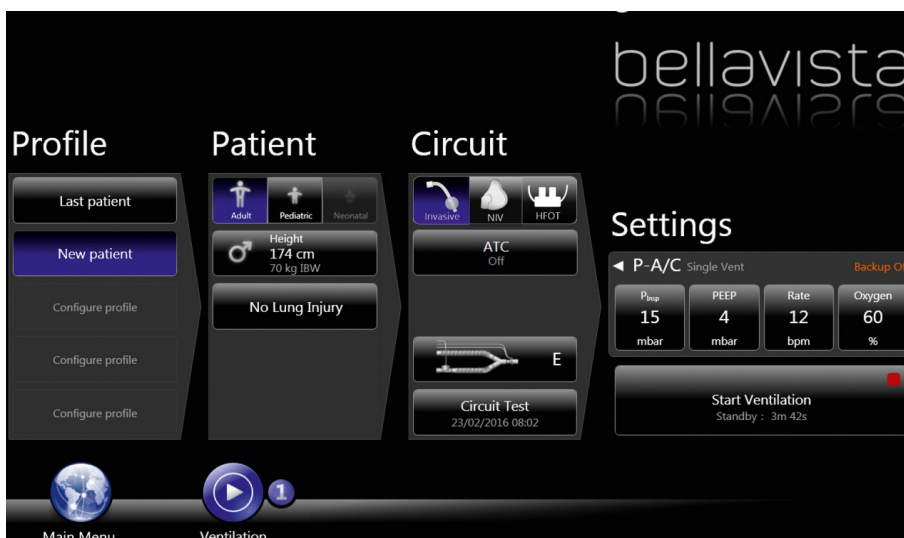 bellavista
Profile
Patient
Circuit
Last patient
New patient
Configure profile
Configure profile
Configure profile
Adult
Pediatric
Neonatal
Height
174 cm
70 kg IBW
No Lung Injury
Invasive
NIV
HFOT
ATC
Off
E
Circuit Test
23/02/2016 08:02
Settings
P-A/C Single Vent
Backup
PInsp
15
mbar
PEEP
4
mbar
Rate
12
bpm
Oxygen
60
%
Start Ventilation
Standby : 3m 42s
1
Main Menu
Ventilation